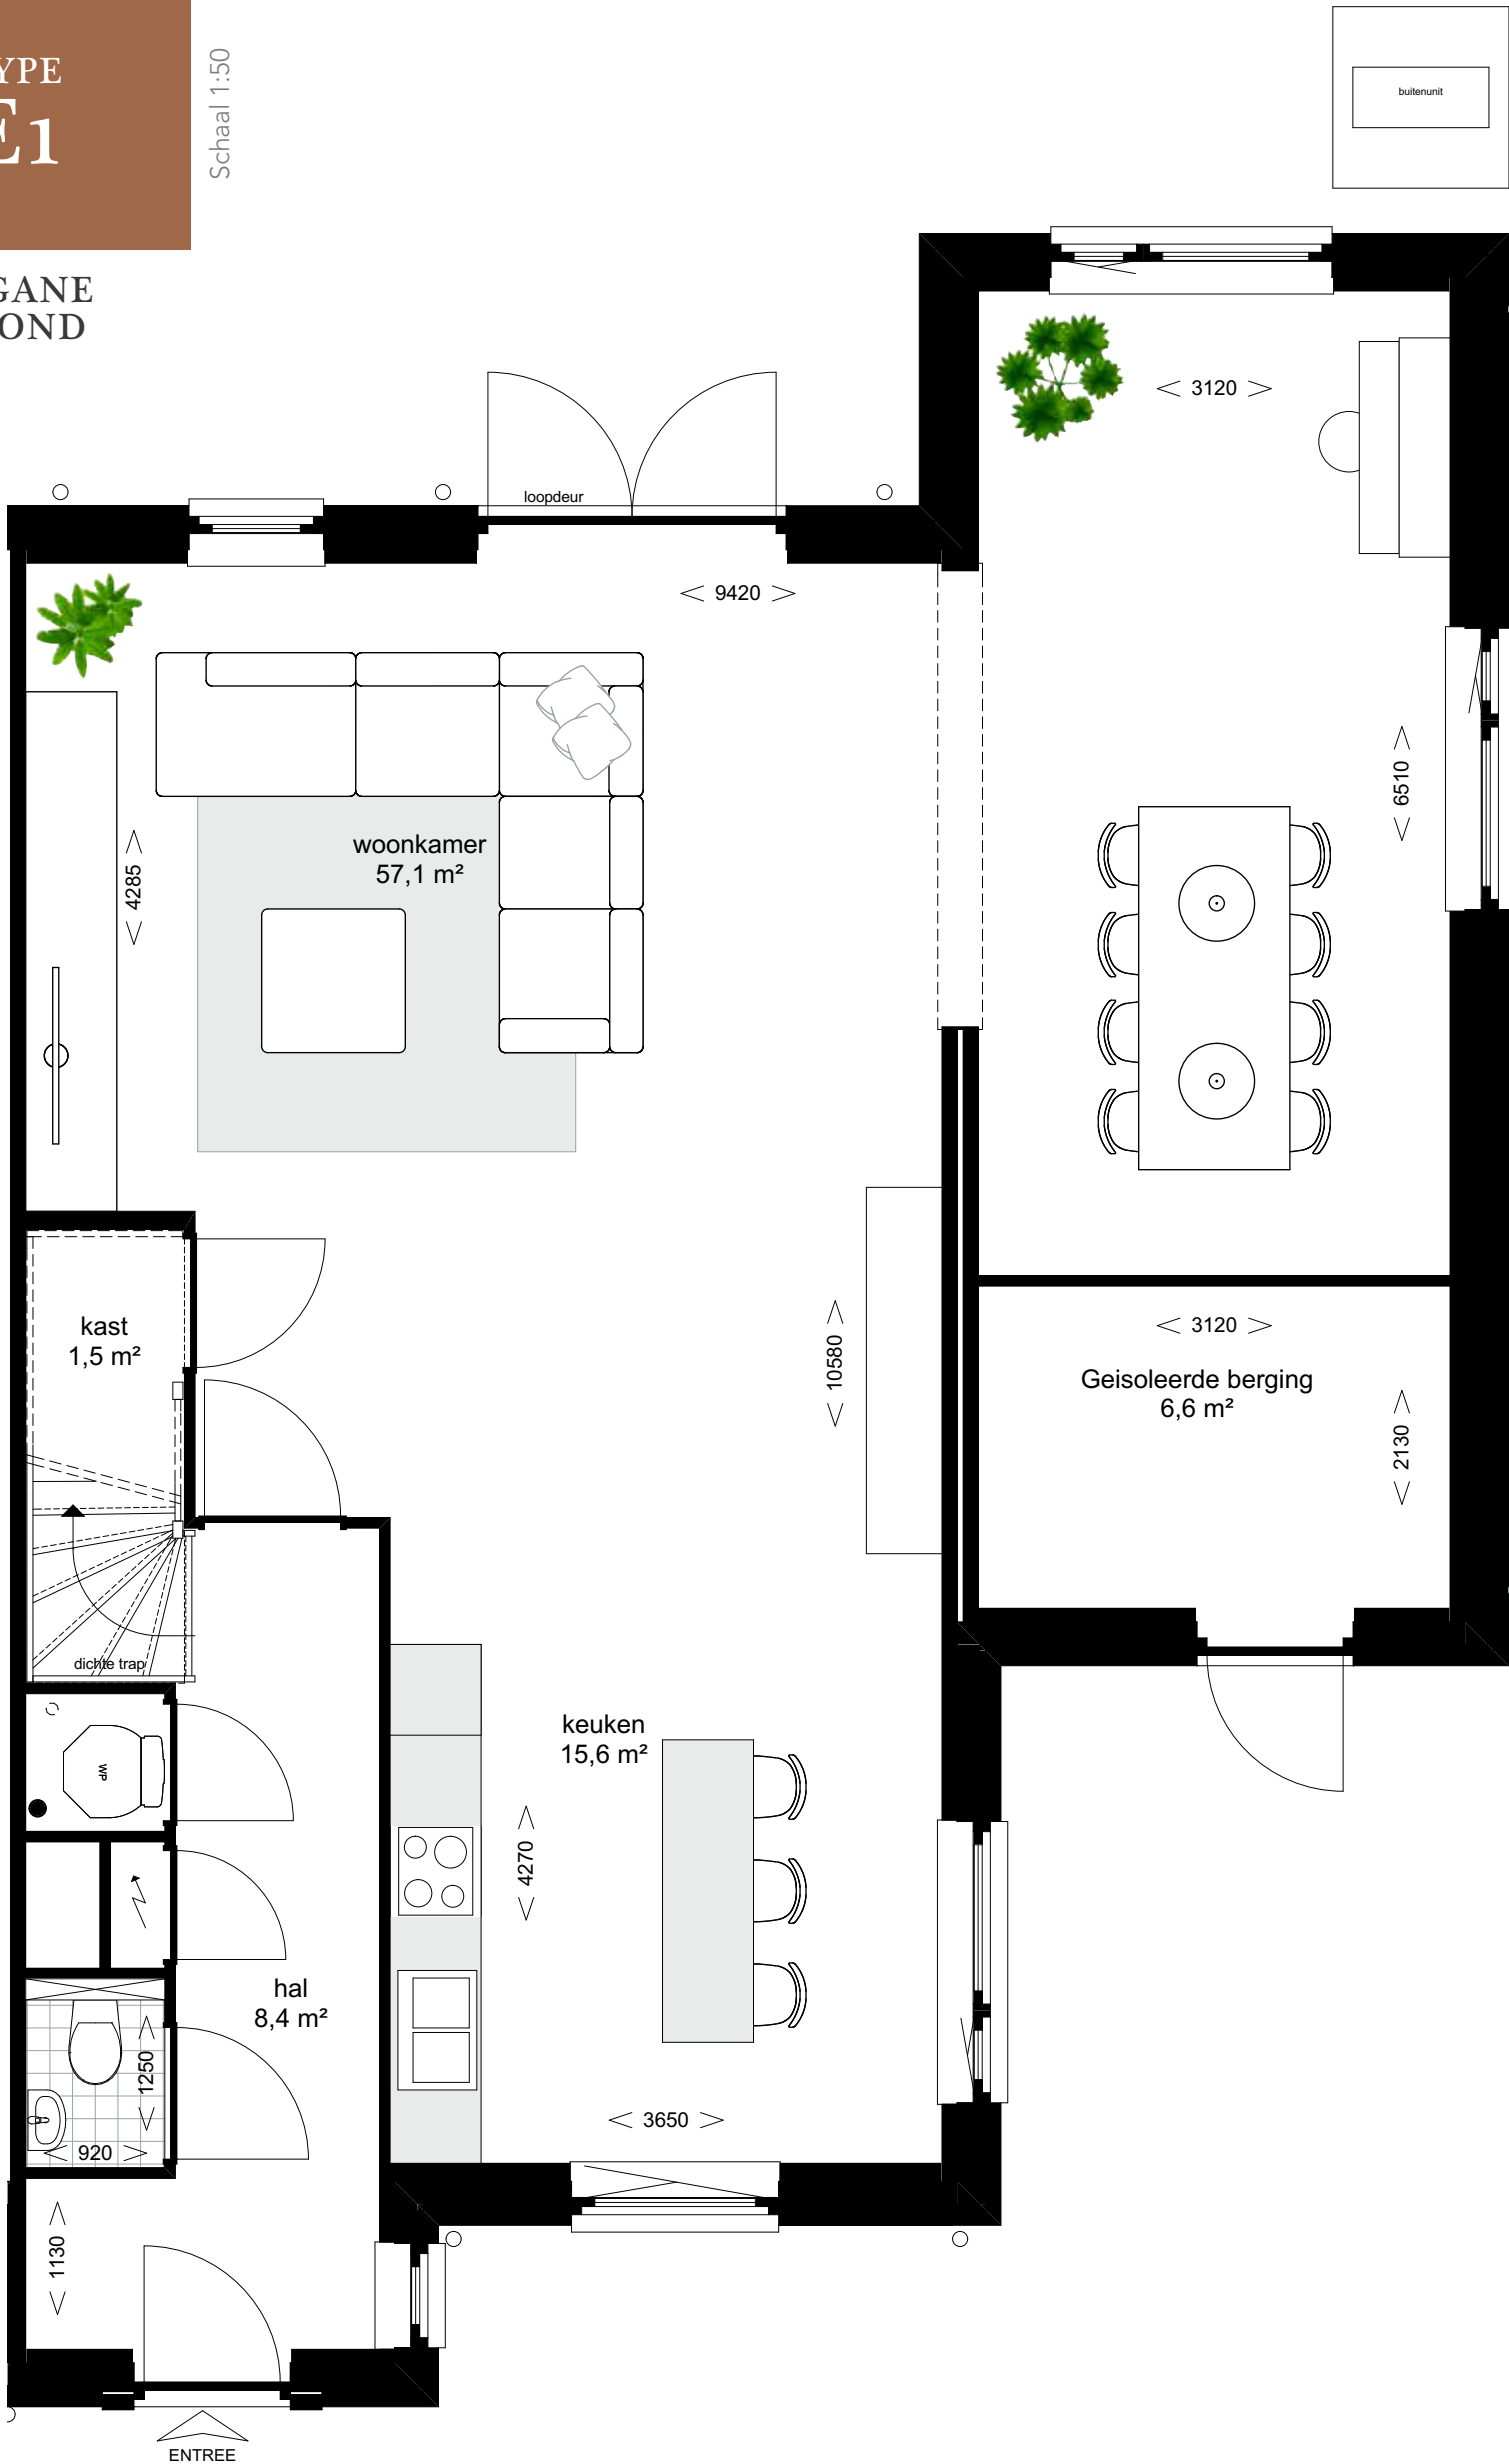 YPE
E1
Schaal 1:50
GANE
OND
buitenunit
3120
loopdeur
9420
6510
woonkamer
57,1 m²
4285
kast
1,5 m²
10580
3120
Geisoleerde berging
6,6 m²
2130
dichte trap
WP
keuken
15,6 m²
4270
hal
8,4 m²
1250
920
3650
1130
ENTREE